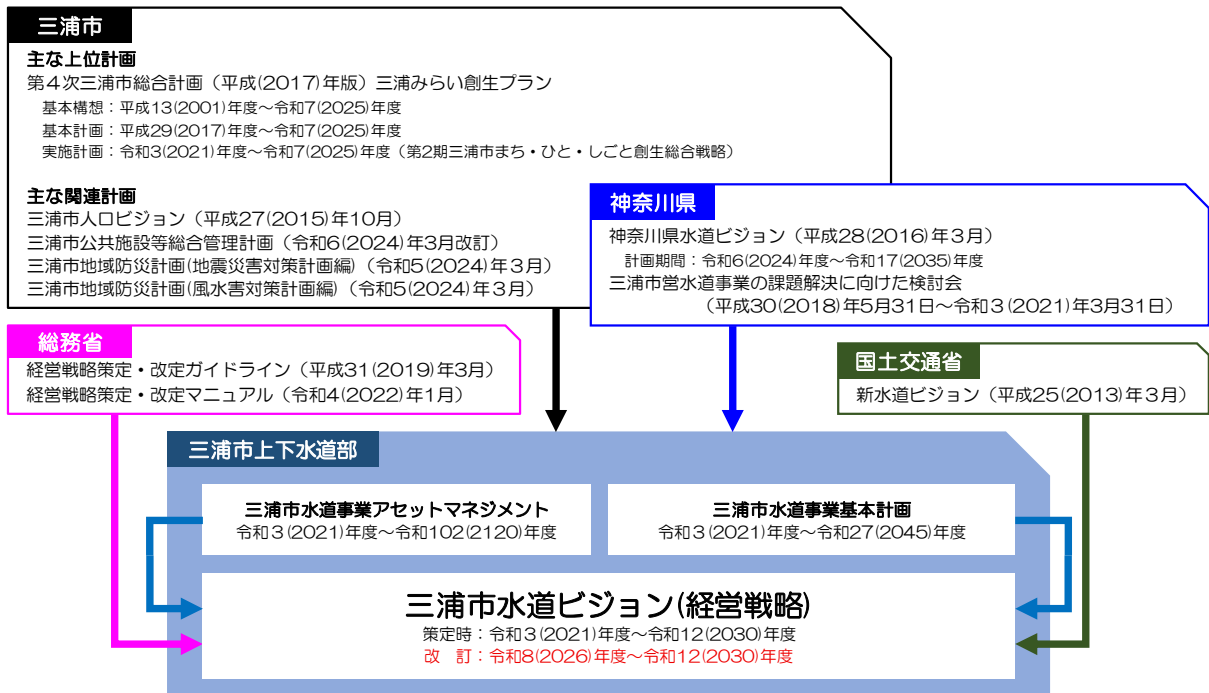 三浦市
主な上位計画
第4次三浦市総合計画（平成(2017)年版）三浦みらい創生プラン
基本構想：平成13(2001)年度～令和7(2025)年度
基本計画：平成29(2017)年度～令和7(2025)年度
実施計画：令和3(2021)年度～令和7(2025)年度（第2期三浦市まち・ひと・しごと創生総合戦略）
主な関連計画
三浦市人口ビジョン（平成27(2015)年10月）
三浦市公共施設等総合管理計画（令和6(2024)年3月改訂）
三浦市地域防災計画(地震災害対策計画編)（令和5(2024)年3月）
三浦市地域防災計画(風水害対策計画編)（令和5(2024)年3月）
神奈川県
神奈川県水道ビジョン（平成28(2016)年3月）
計画期間：令和6(2024)年度～令和17(2035)年度
三浦市営水道事業の課題解決に向けた検討会
（平成30(2018)年5月31日～令和3(2021)年3月31日）
総務省
経営戦略策定・改定ガイドライン（平成31(2019)年3月）
経営戦略策定・改定マニュアル（令和4(2022)年1月）
国土交通省
新水道ビジョン（平成25(2013)年3月）
三浦市上下水道部
三浦市水道事業アセットマネジメント
令和3(2021)年度～令和102(2120)年度
三浦市水道事業基本計画
令和3(2021)年度～令和27(2045)年度
三浦市水道ビジョン(経営戦略)
策定時：令和3(2021)年度～令和12(2030)年度
改　訂：令和8(2026)年度～令和12(2030)年度